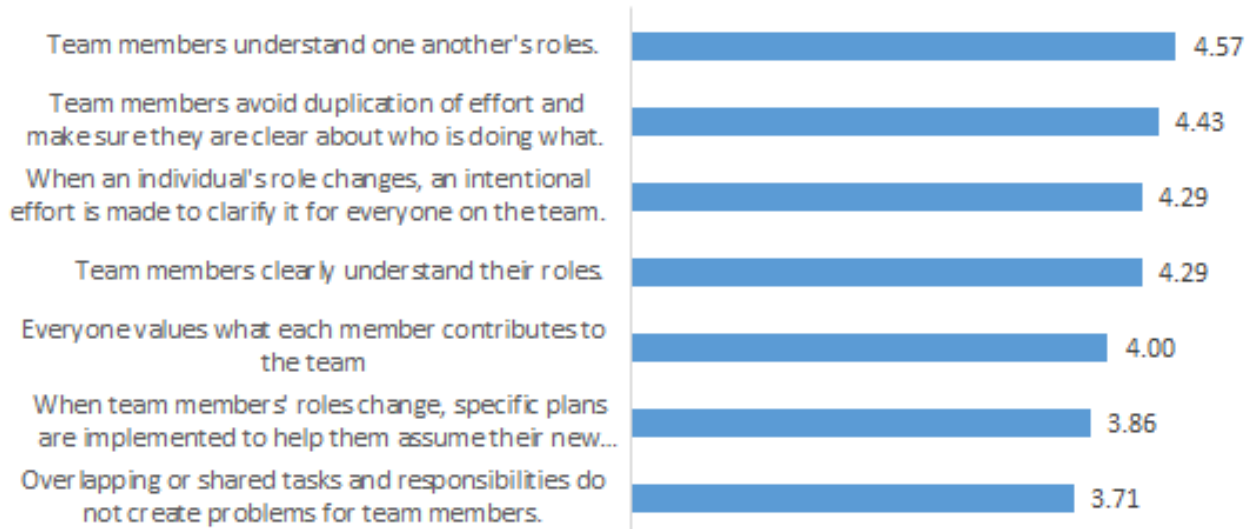 Team members understand one another's roles.
4.57
Team members avoid duplication of effort and
make sure they are clear about who is doing what.
4.43
When an individual's role changes, an intentional
effort is made to clarify it for everyone on the team.
4.29
Team members clearly understand their roles.
4.29
Everyone values what each member contributes to
the team
4.00
When team members' roles change, specific plans
are implemented to help them assume their new...
3.86
Overlapping or shared tasks and responsibilities do
not create problems for team members.
3.71